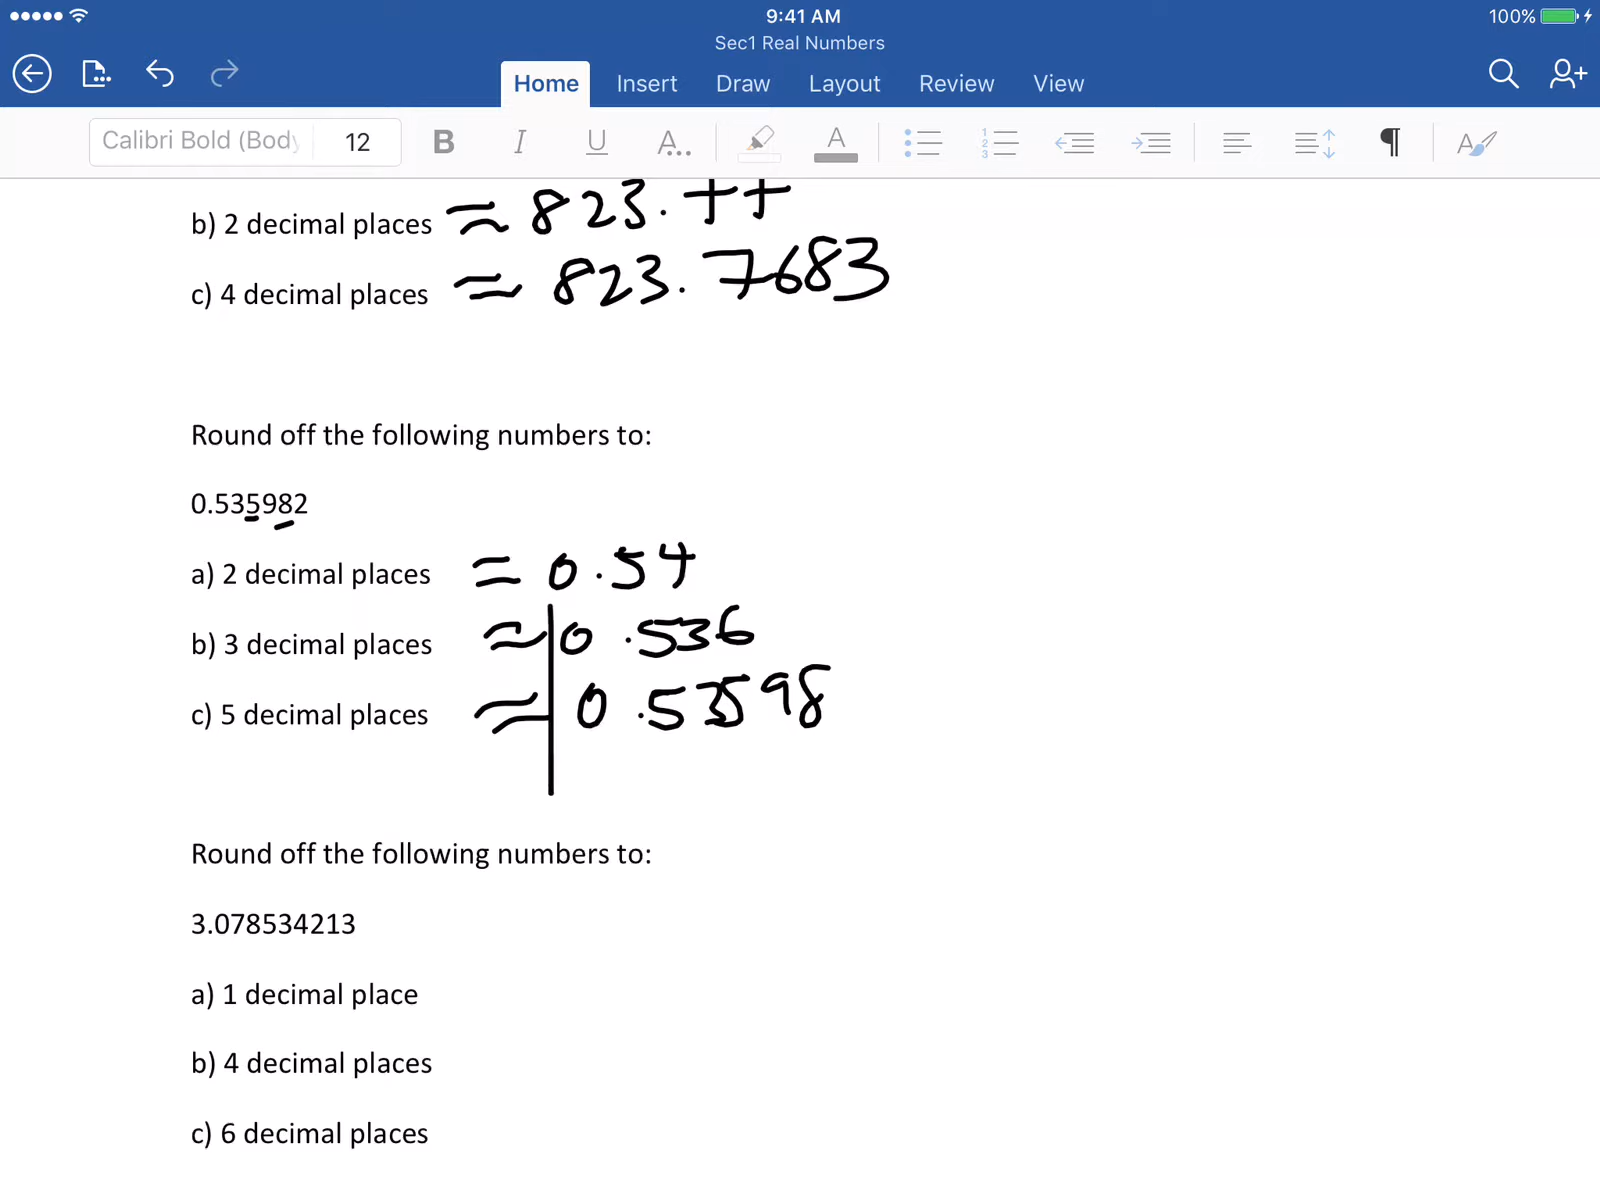 9:41 AM
100%
Sec1 Real Numbers
Home Insert Draw Layout Review View
Calibri Bold (Body 12 B I U A.. A ¶
b) 2 decimal places ≈ 823.77
c) 4 decimal places ≈ 823.7683
Round off the following numbers to:
0.535982
a) 2 decimal places = 0.54
b) 3 decimal places ≈ 0.536
c) 5 decimal places ≈ 0.53598
Round off the following numbers to:
3.078534213
a) 1 decimal place
b) 4 decimal places
c) 6 decimal places